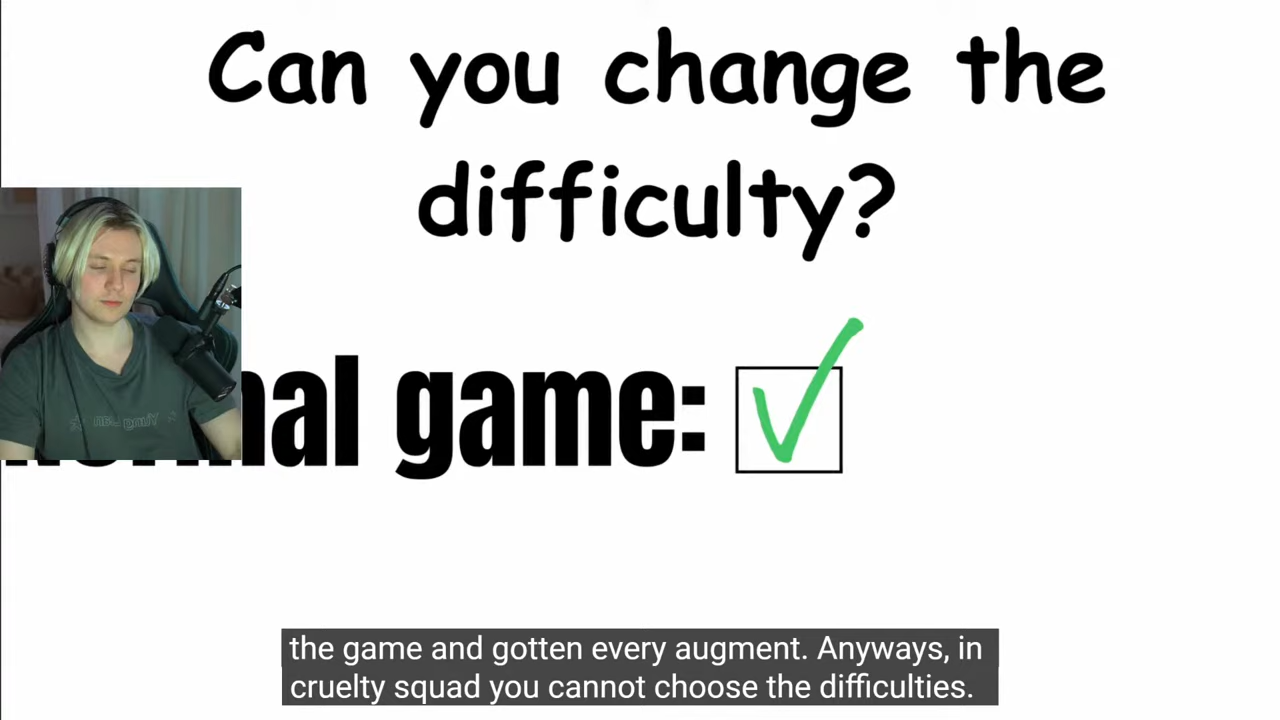 Can you change the
difficulty?
game:
the game and gotten every augment. Anyways, in
cruelty squad you cannot choose the difficulties.